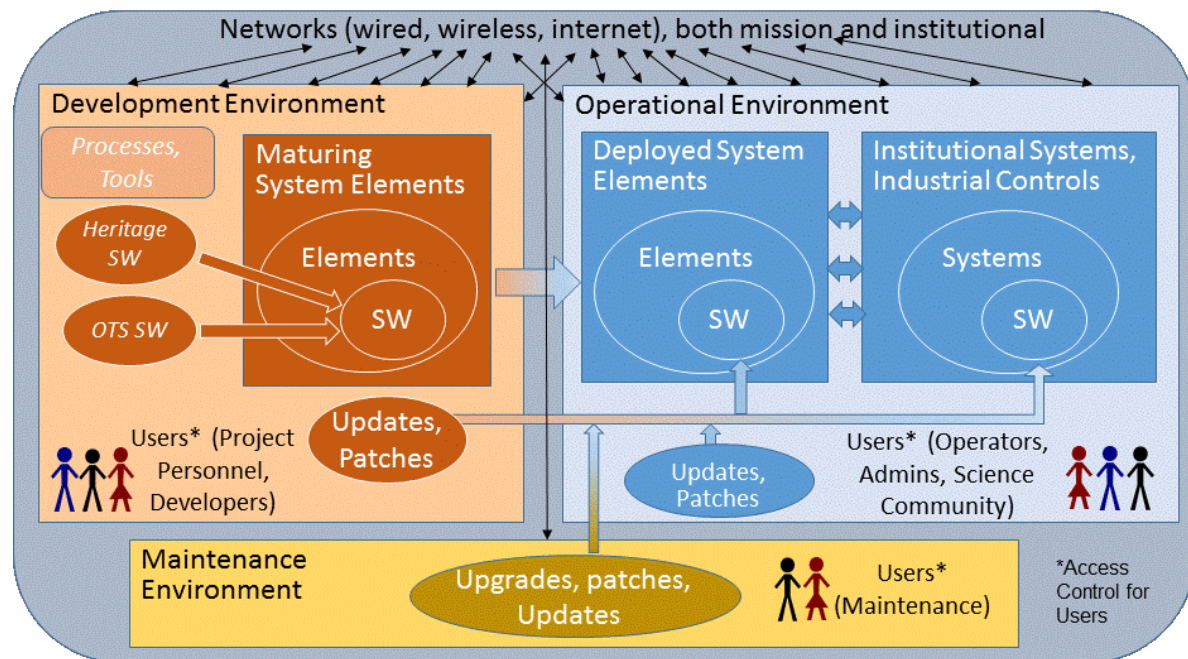 Networks (wired, wireless, internet), both mission and institutional
Development Environment
Processes,
Tools
Maturing
System Elements
Heritage
SW
OTS SW
Elements
SW
Updates,
Patches
Users* (Project
Personnel,
Developers)
Operational Environment
Deployed System
Elements
Elements
SW
Institutional Systems,
Industrial Controls
Systems
SW
Updates,
Patches
Users* (Operators,
Admins, Science
Community)
Maintenance
Environment
Upgrades, patches,
Updates
Users*
(Maintenance)
*Access
Control for
Users